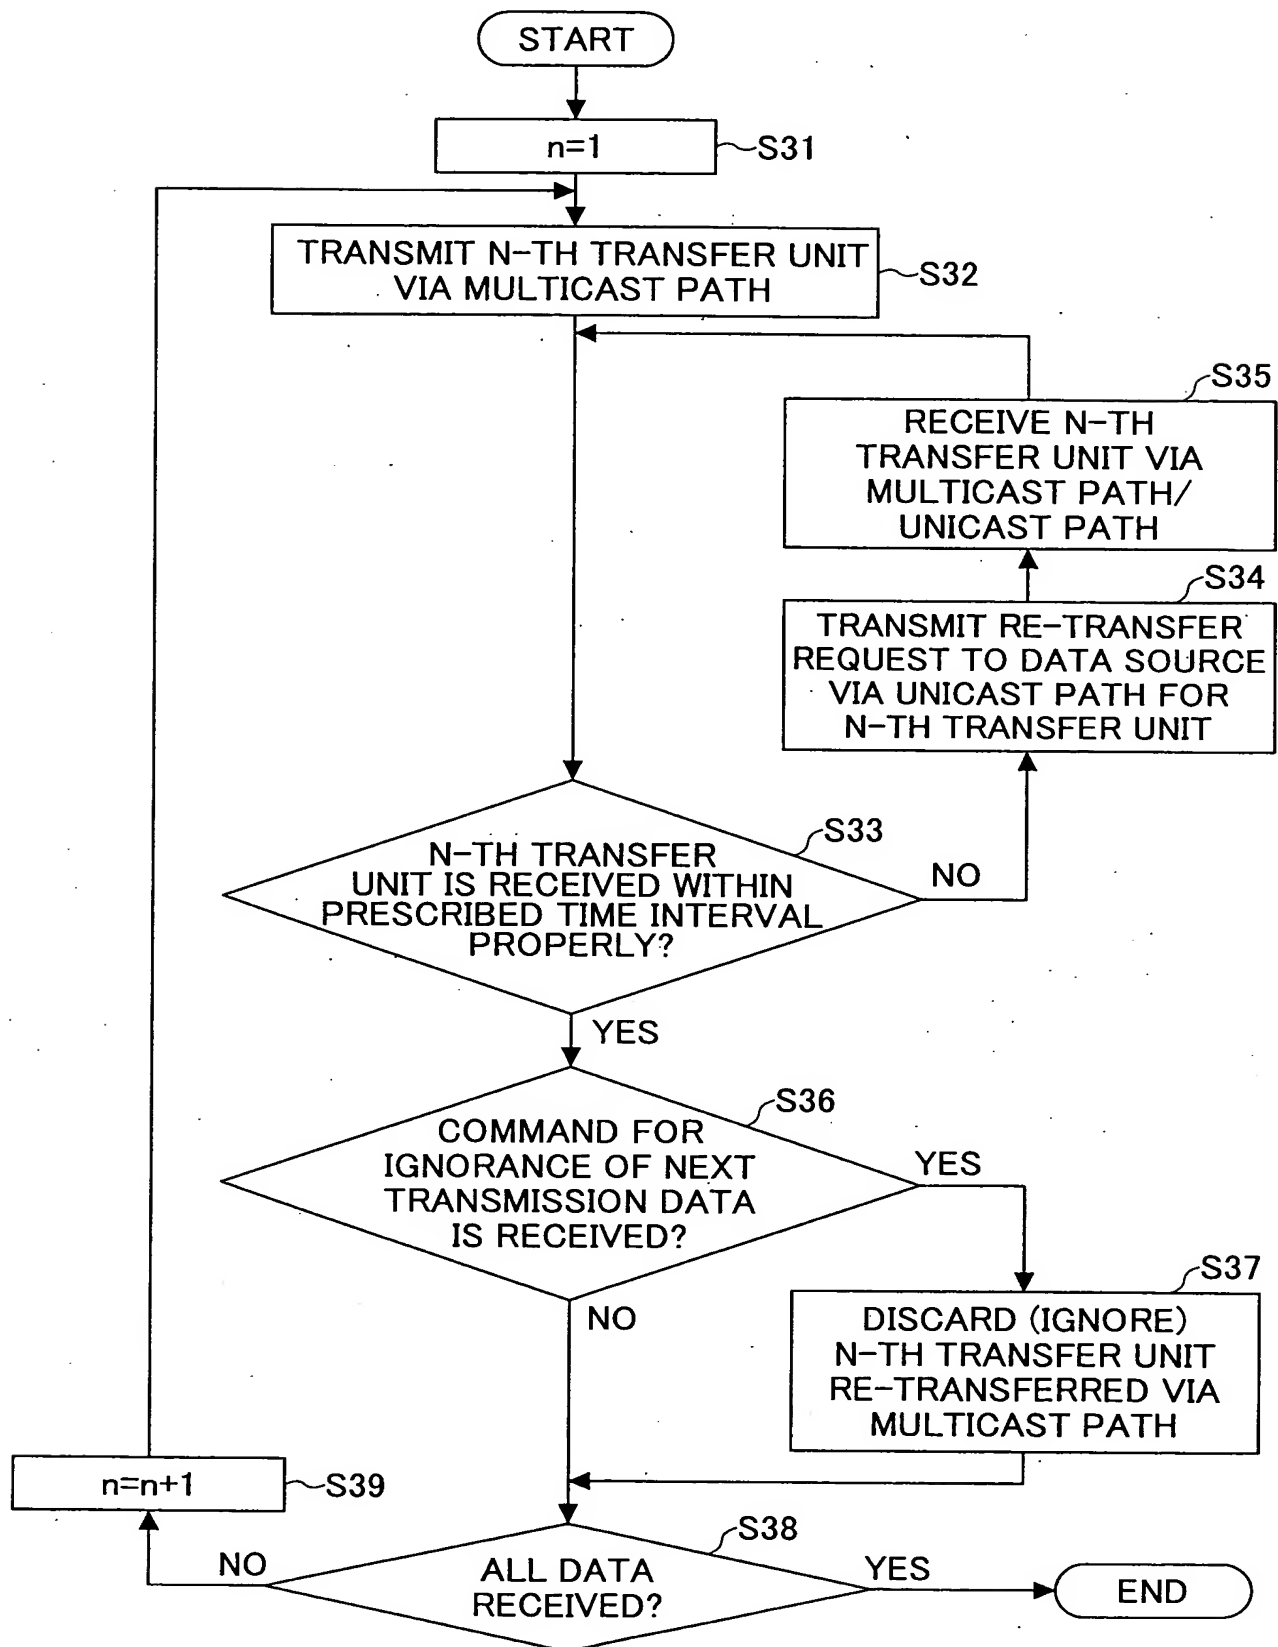 START
n=1
S31
TRANSMIT N-TH TRANSFER UNIT
VIA MULTICAST PATH
S32
S35
RECEIVE N-TH
TRANSFER UNIT VIA
MULTICAST PATH/
UNICAST PATH
S34
TRANSMIT RE-TRANSFER
REQUEST TO DATA SOURCE
VIA UNICAST PATH FOR
N-TH TRANSFER UNIT
S33
N-TH TRANSFER
UNIT IS RECEIVED WITHIN
PRESCRIBED TIME INTERVAL
PROPERLY?
NO
YES
S36
COMMAND FOR
IGNORANCE OF NEXT
TRANSMISSION DATA
IS RECEIVED?
YES
NO
S37
DISCARD (IGNORE)
N-TH TRANSFER UNIT
RE-TRANSFERRED VIA
MULTICAST PATH
n=n+1
S39
S38
ALL DATA
RECEIVED?
NO
YES
END